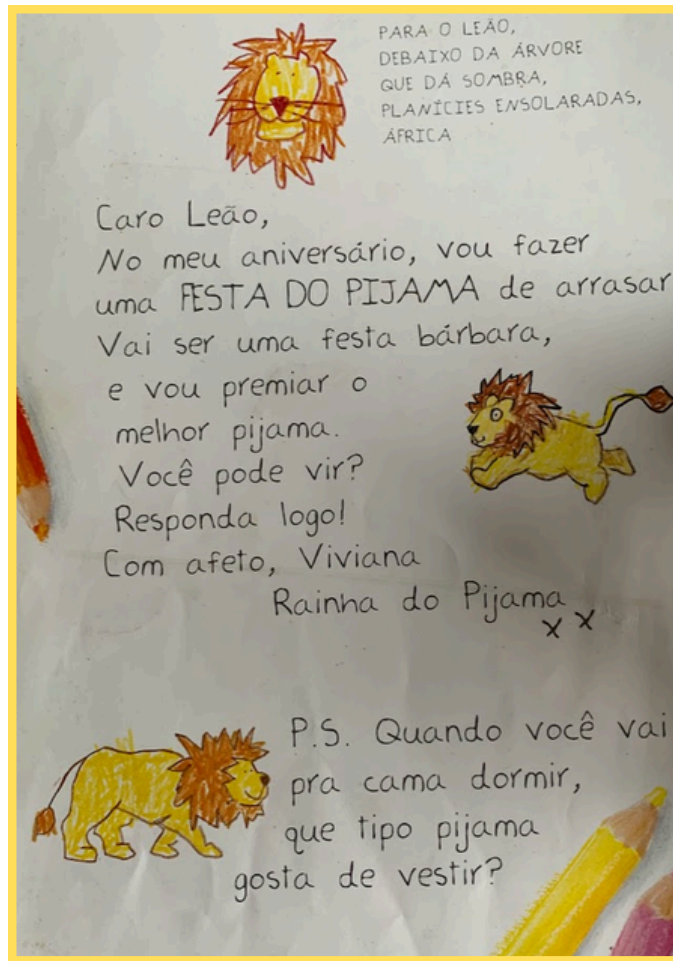 PARA O LEÃO,
DEBAIXO DA ÁRVORE
QUE DÁ SOMBRA,
PLANÍCIES ENSOLARADAS,
ÁFRICA
Caro Leão,
No meu aniversário, vou fazer
uma FESTA DO PIJAMA de arrasar
Vai ser uma festa bárbara,
e vou premiar o
melhor pijama.
Você pode vir?
Responda logo!
Com afeto, Viviana
Rainha do Pijama
x x
P.S. Quando você vai
pra cama dormir,
que tipo pijama
gosta de vestir?